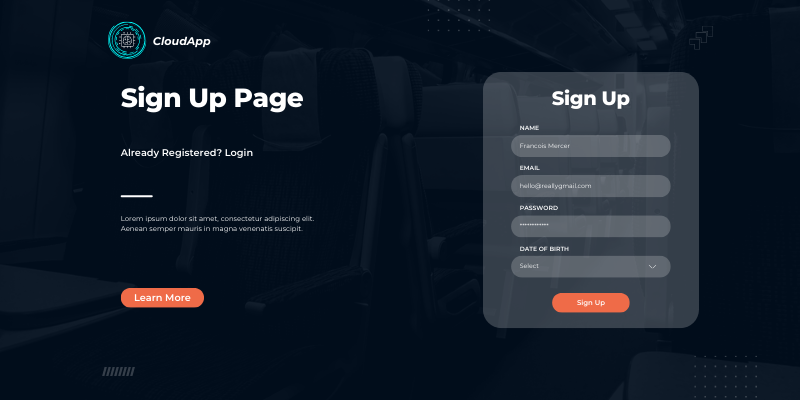 CloudApp
Sign Up Page
Already Registered? Login
Lorem ipsum dolor sit amet, consectetur adipiscing elit.
Aenean semper mauris in magna venenatis suscipit.
Learn More
Sign Up
NAME
Francois Mercer
EMAIL
hello@reallygmail.com
PASSWORD
************
DATE OF BIRTH
Select
Sign Up